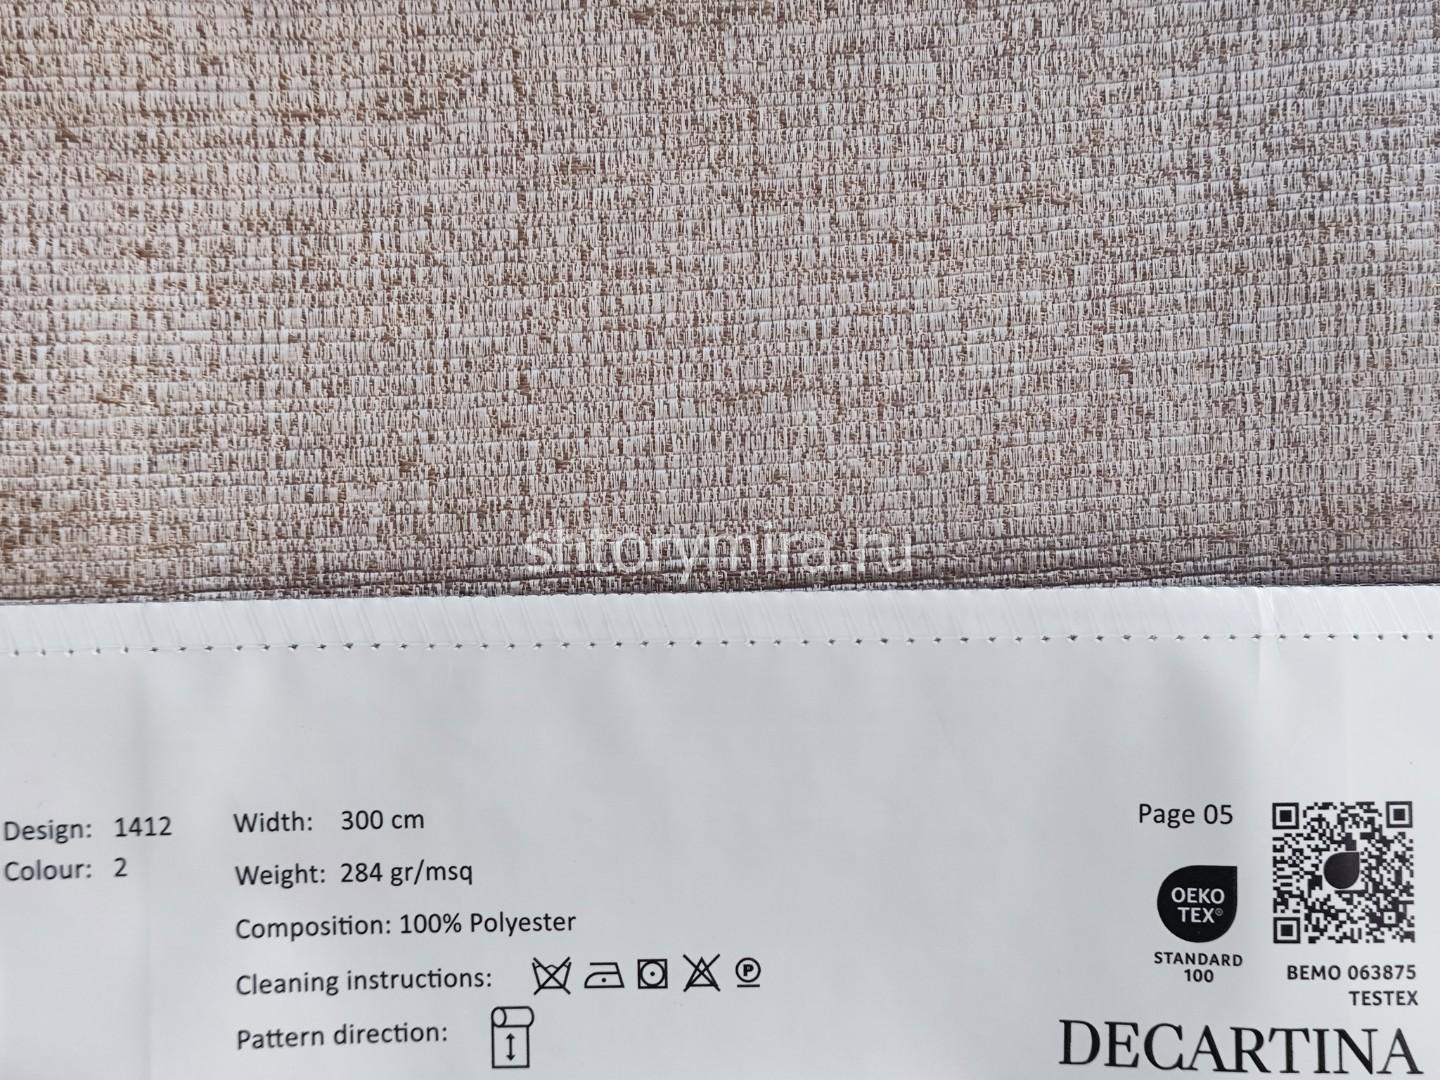 shtorymira.ru
Design: 1412
Colour: 2
Width: 300 cm
Weight: 284 gr/msq
Composition: 100% Polyester
Cleaning instructions:
P
Pattern direction:
Page 05
OEKO
TEX®
STANDARD
100
BEMO 063875
TESTEX
DECARTINA